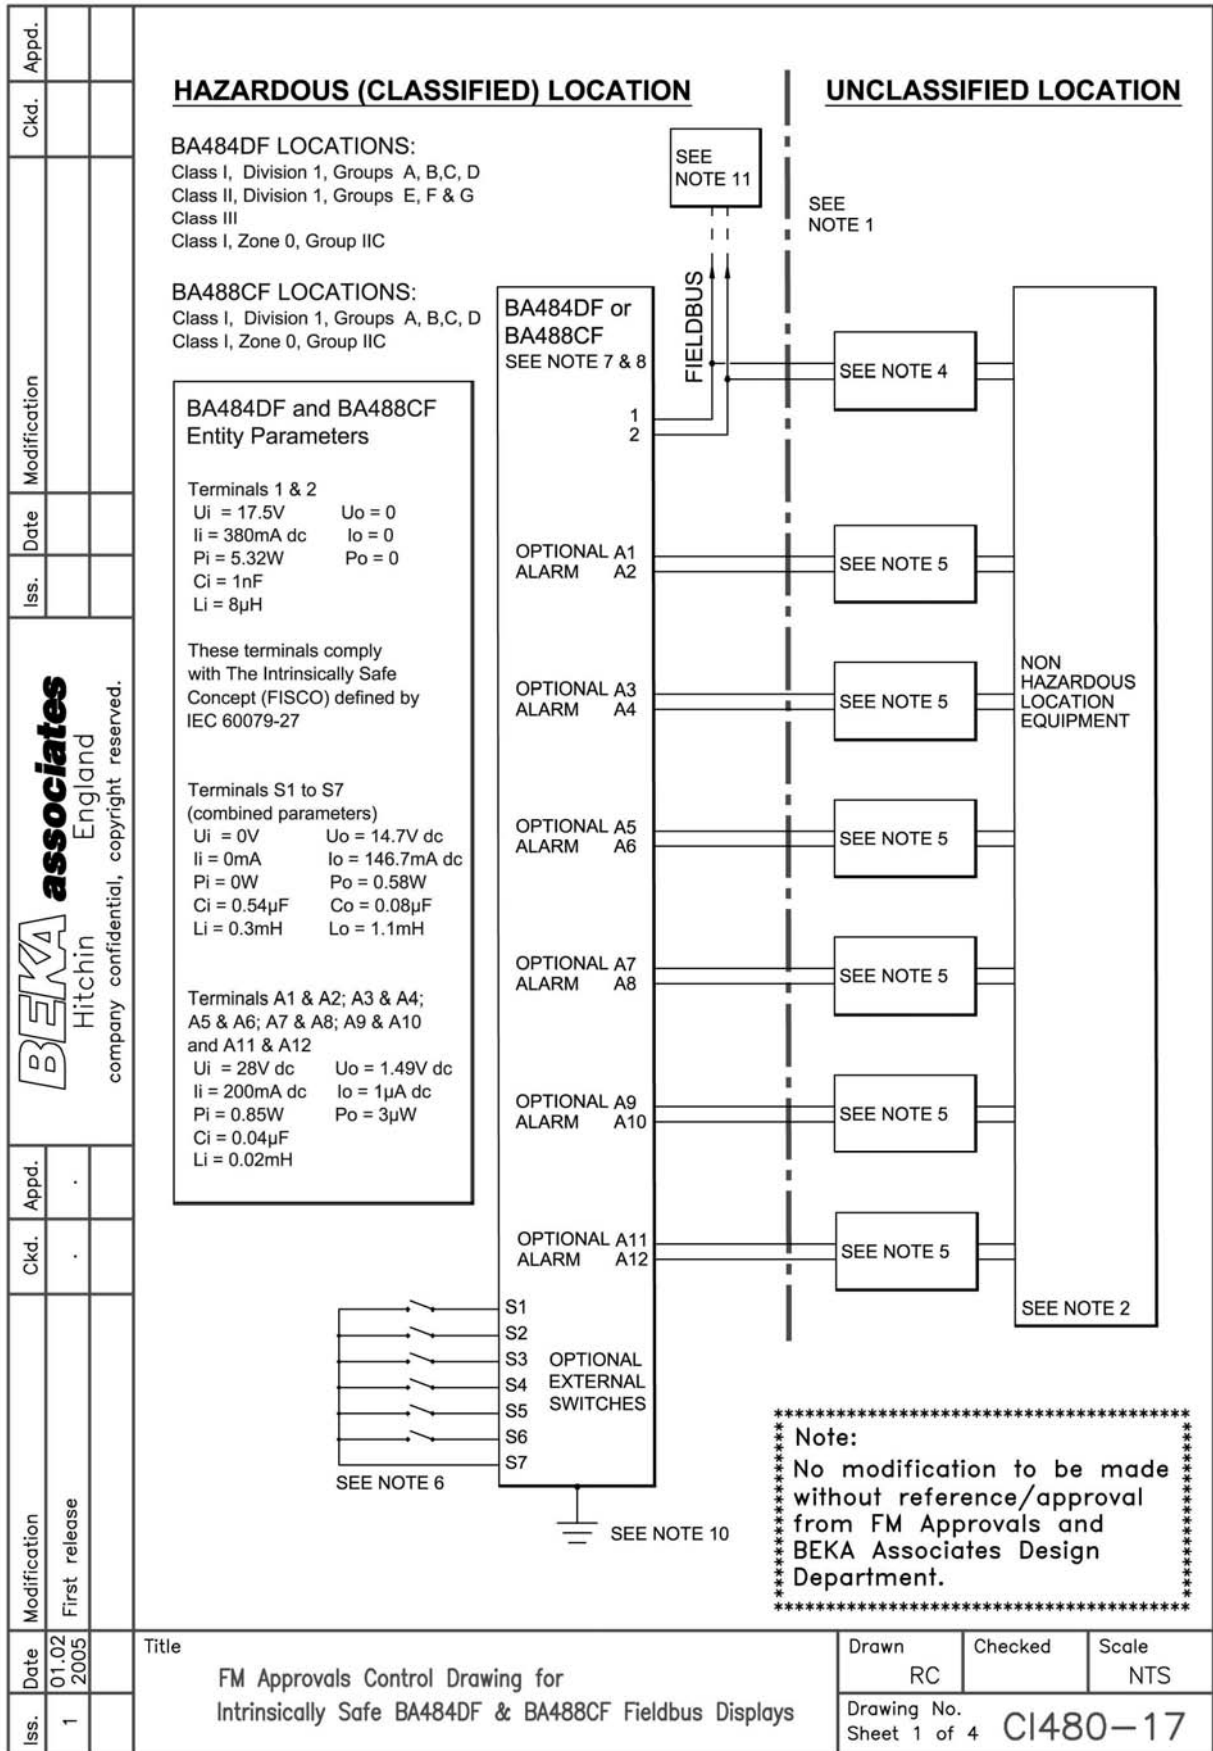 HAZARDOUS (CLASSIFIED) LOCATION
UNCLASSIFIED LOCATION
BA484DF LOCATIONS:
Class I, Division 1, Groups A, B,C, D
Class II, Division 1, Groups E, F & G
Class III
Class I, Zone 0, Group IIC
BA488CF LOCATIONS:
Class I, Division 1, Groups A, B,C, D
Class I, Zone 0, Group IIC
SEE
NOTE 11
SEE
NOTE 1
FIELDBUS
BA484DF or
BA488CF
SEE NOTE 7 & 8
1
2
SEE NOTE 4
BA484DF and BA488CF
Entity Parameters
Terminals 1 & 2
Ui = 17.5V Uo = 0
Ii = 380mA dc Io = 0
Pi = 5.32W Po = 0
Ci = 1nF
Li = 8µH
These terminals comply
with The Intrinsically Safe
Concept (FISCO) defined by
IEC 60079-27
Terminals S1 to S7
(combined parameters)
Ui = 0V Uo = 14.7V dc
Ii = 0mA Io = 146.7mA dc
Pi = 0W Po = 0.58W
Ci = 0.54µF Co = 0.08µF
Li = 0.3mH Lo = 1.1mH
Terminals A1 & A2; A3 & A4;
A5 & A6; A7 & A8; A9 & A10
and A11 & A12
Ui = 28V dc Uo = 1.49V dc
Ii = 200mA dc Io = 1µA dc
Pi = 0.85W Po = 3µW
Ci = 0.04µF
Li = 0.02mH
OPTIONAL A1
ALARM A2
SEE NOTE 5
OPTIONAL A3
ALARM A4
SEE NOTE 5
OPTIONAL A5
ALARM A6
SEE NOTE 5
OPTIONAL A7
ALARM A8
SEE NOTE 5
OPTIONAL A9
ALARM A10
SEE NOTE 5
OPTIONAL A11
ALARM A12
SEE NOTE 5
NON
HAZARDOUS
LOCATION
EQUIPMENT
SEE NOTE 2
S1
S2
S3
S4
S5
S6
S7
OPTIONAL
EXTERNAL
SWITCHES
SEE NOTE 6
SEE NOTE 10
****************************************
Note:
No modification to be made
without reference/approval
from FM Approvals and
BEKA Associates Design
Department.
****************************************
Title
FM Approvals Control Drawing for
Intrinsically Safe BA484DF & BA488CF Fieldbus Displays
Drawn
RC
Checked
Scale
NTS
Drawing No.
Sheet 1 of 4 CI480-17
Iss. Date Modification Ckd. Appd.
1 01.02 2005 First release . .
BEKA associates
Hitchin England
company confidential, copyright reserved.
Iss. Date Modification Ckd. Appd.